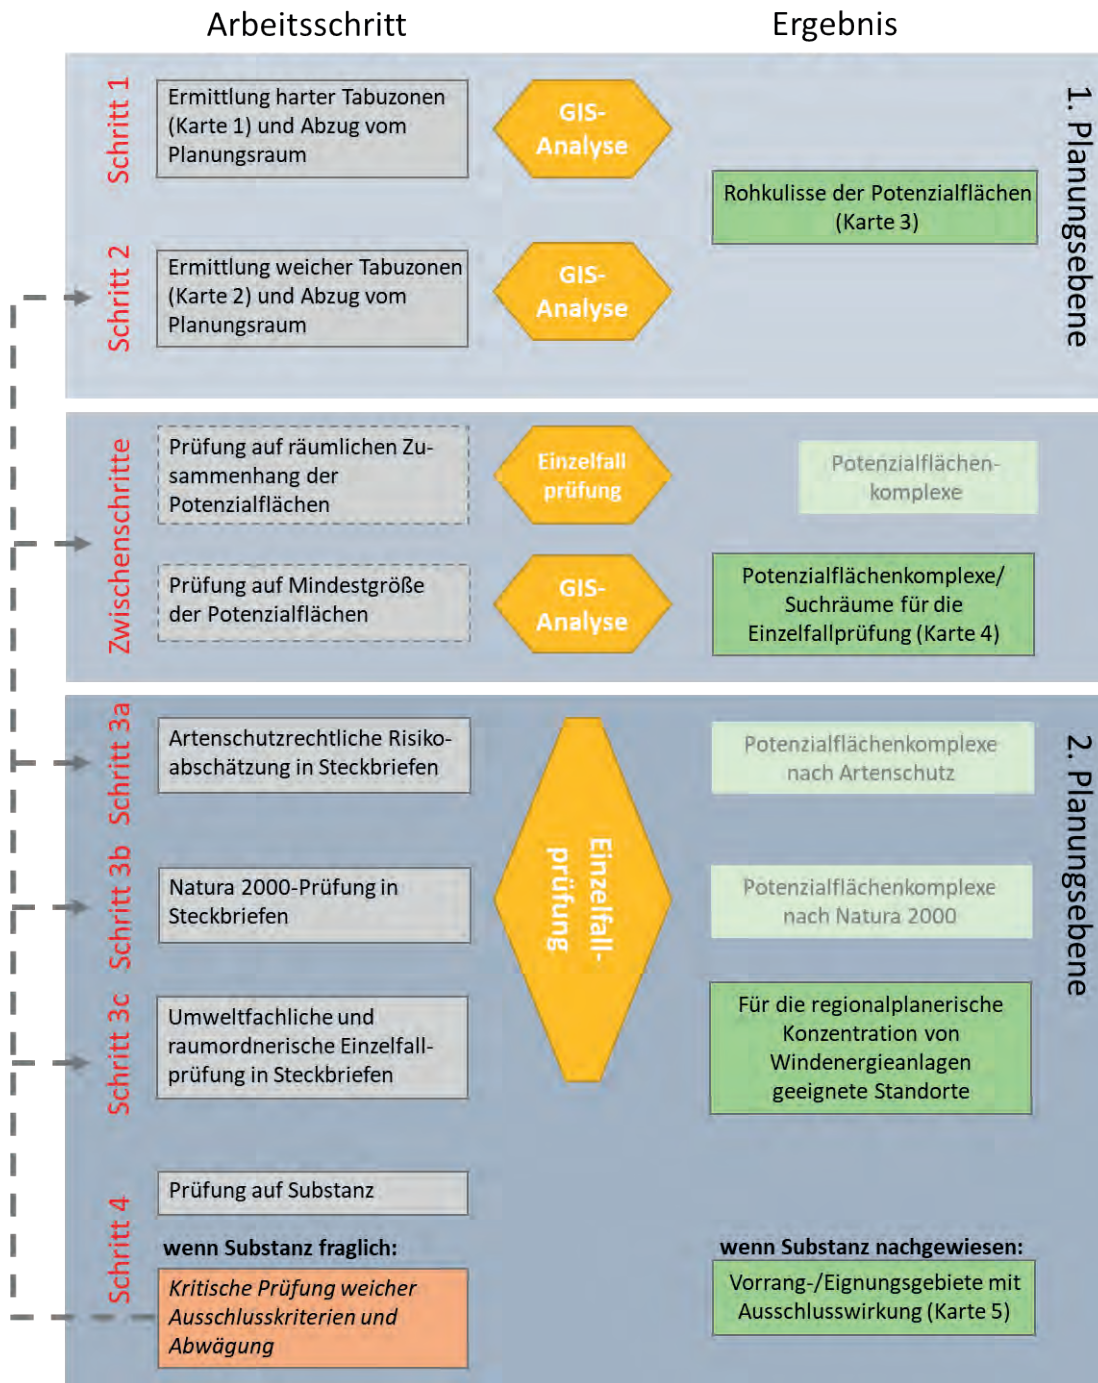 Arbeitsschritt
Ergebnis
1. Planungsebene
Schritt 1
Ermittlung harter Tabuzonen
(Karte 1) und Abzug vom
Planungsraum
GIS-
Analyse
Rohkulisse der Potenzialflächen
(Karte 3)
Schritt 2
Ermittlung weicher Tabuzonen
(Karte 2) und Abzug vom
Planungsraum
GIS-
Analyse
Zwischenschritte
Prüfung auf räumlichen Zu-
sammenhang der
Potenzialflächen
Einzelfall
prüfung
Potenzialflächen-
komplexe
Prüfung auf Mindestgröße
der Potenzialflächen
GIS-
Analyse
Potenzialflächenkomplexe/
Suchräume für die
Einzelfallprüfung (Karte 4)
2. Planungsebene
Schritt 3a
Artenschutzrechtliche Risiko-
abschätzung in Steckbriefen
Einzelfall-
prüfung
Potenzialflächenkomplexe
nach Artenschutz
Schritt 3b
Natura 2000-Prüfung in
Steckbriefen
Potenzialflächenkomplexe
nach Natura 2000
Schritt 3c
Umweltfachliche und
raumordnerische Einzelfall-
prüfung in Steckbriefen
Für die regionalplanerische
Konzentration von
Windenergieanlagen
geeignete Standorte
Schritt 4
Prüfung auf Substanz
wenn Substanz fraglich:
Kritische Prüfung weicher
Ausschlusskriterien und
Abwägung
wenn Substanz nachgewiesen:
Vorrang-/Eignungsgebiete mit
Ausschlusswirkung (Karte 5)